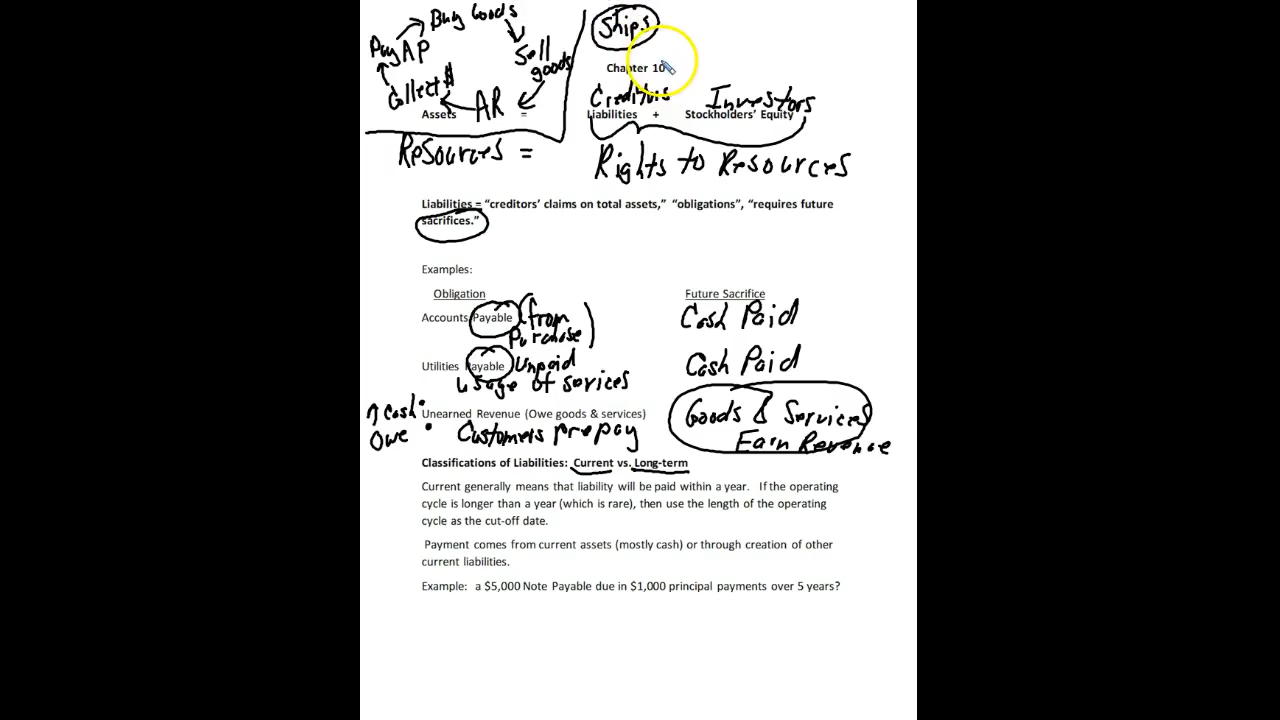 Buy Goods
Ships
Pay AP
Sell goods
Chapter 10
Collect $
AR
Creditors Investors
Assets = Liabilities + Stockholders’ Equity
Resources = Rights to Resources
Liabilities = “creditors’ claims on total assets,” “obligations”, “requires future
sacrifices.”
Examples:
Obligation Future Sacrifice
Accounts Payable (from Purchase) Cash Paid
Utilities Payable Unpaid Cash Paid
usage of sorices
↑ Cash • Unearned Revenue (Owe goods & services) Goods & Services
Owe • Customers prepay Earn Revenue
Classifications of Liabilities: Current vs. Long-term
Current generally means that liability will be paid within a year. If the operating
cycle is longer than a year (which is rare), then use the length of the operating
cycle as the cut-off date.
Payment comes from current assets (mostly cash) or through creation of other
current liabilities.
Example: a $5,000 Note Payable due in $1,000 principal payments over 5 years?